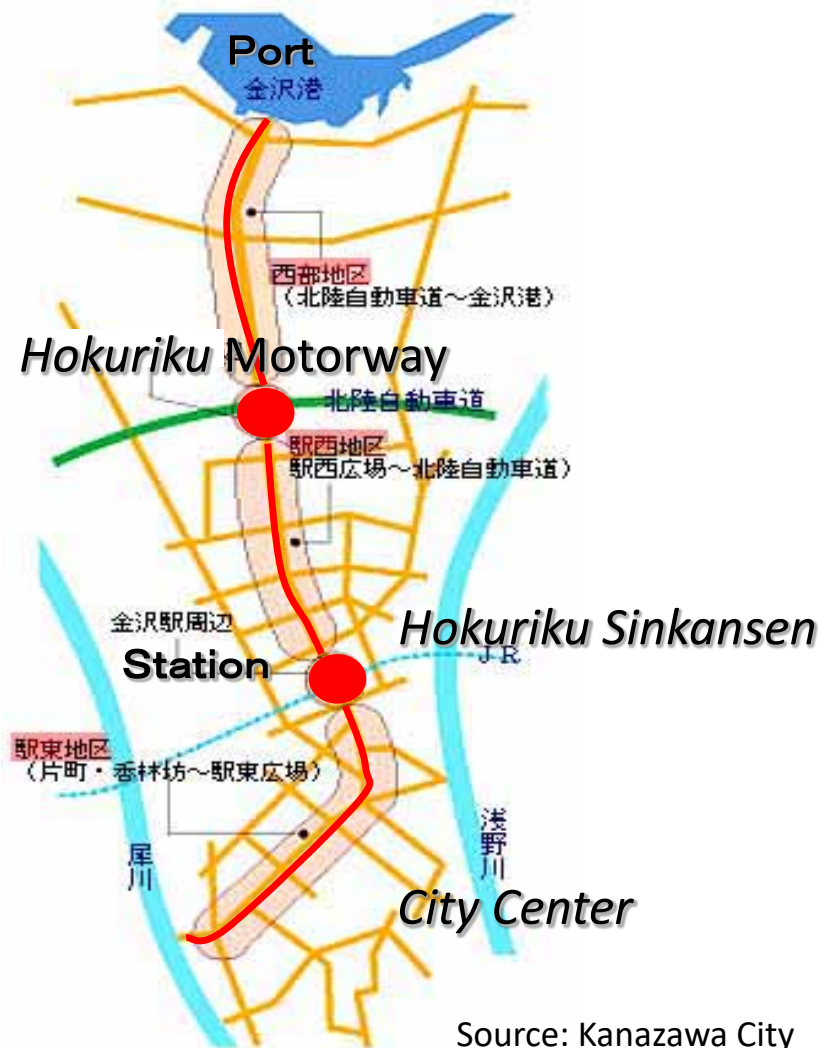 Port
金沢港
西部地区
（北陸自動車道～金沢港）
Hokuriku Motorway
北陸自動車道
駅西地区
駅西広場～北陸自動車道）
金沢駅周辺
Hokuriku Sinkansen
Station
JR
駅東地区
（片町・香林坊～駅東広場）
犀川
浅野川
City Center
Source: Kanazawa City